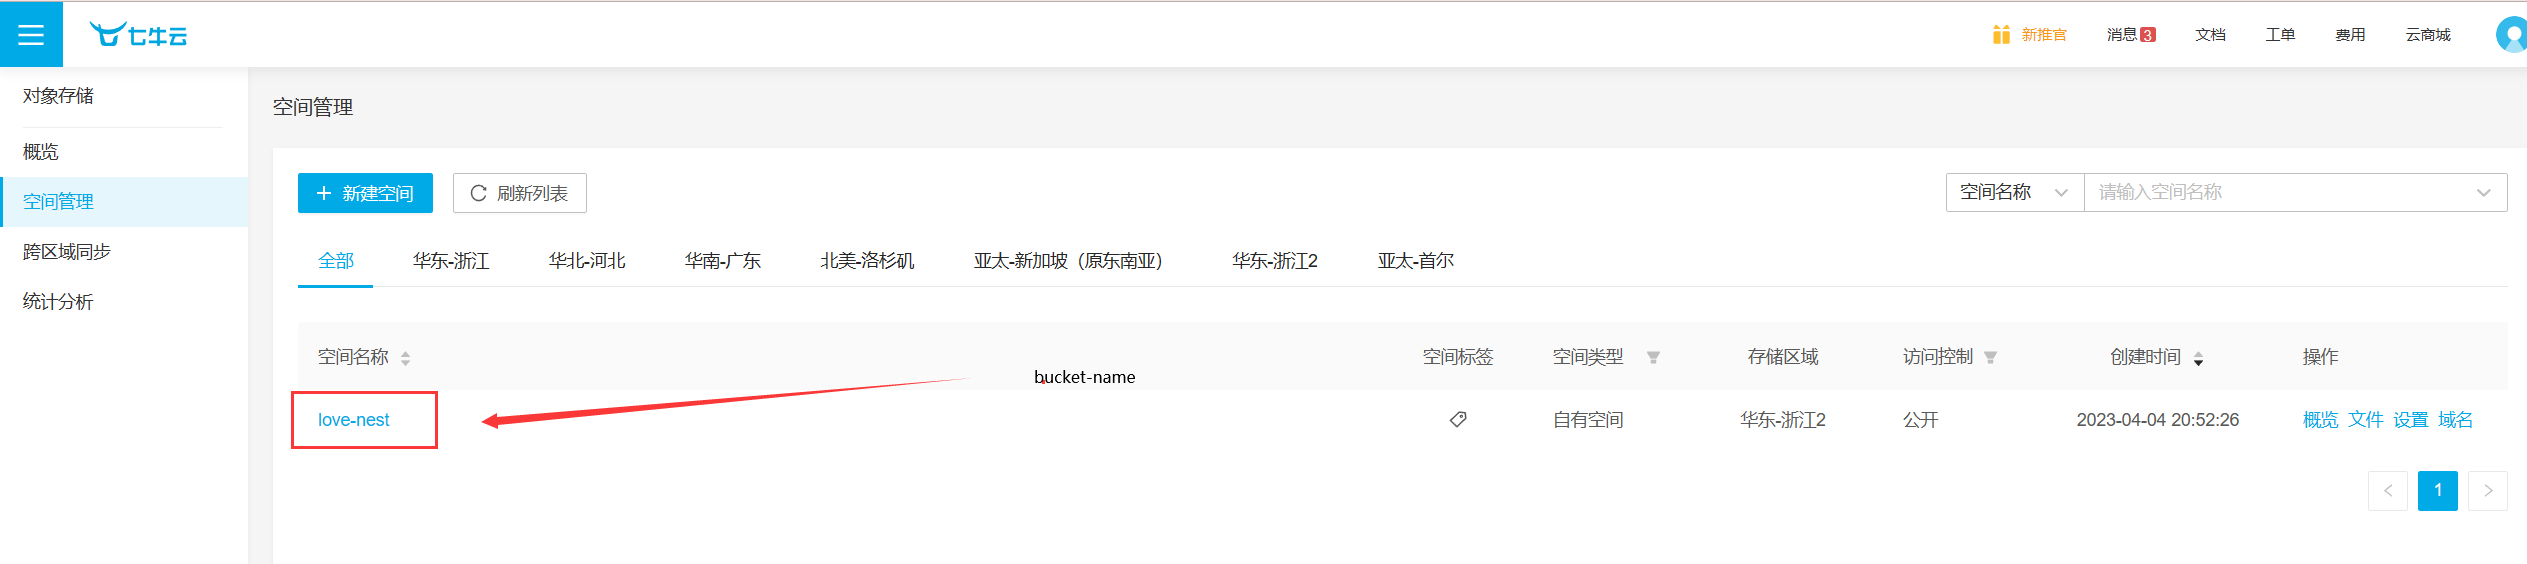 七牛云
新推官 消息 3 文档 工单 费用 云商城
对象存储
概览
空间管理
跨区域同步
统计分析
空间管理
+ 新建空间 刷新列表 空间名称 请输入空间名称
全部 华东-浙江 华北-河北 华南-广东 北美-洛杉矶 亚太-新加坡（原东南亚） 华东-浙江2 亚太-首尔
空间名称 空间标签 空间类型 存储区域 访问控制 创建时间 操作
bucket-name
love-nest 自有空间 华东-浙江2 公开 2023-04-04 20:52:26 概览 文件 设置 域名
< 1 >